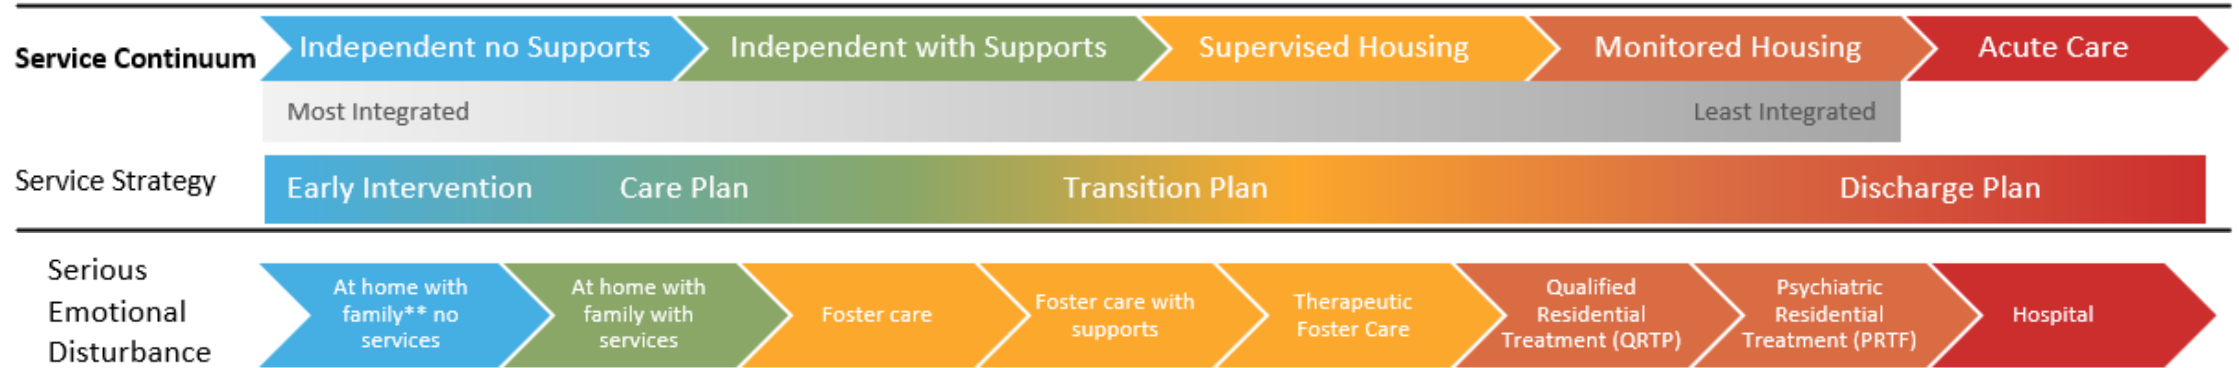 Service Continuum
Independent no Supports
Independent with Supports
Supervised Housing
Monitored Housing
Acute Care
Most Integrated
Least Integrated
Service Strategy
Early Intervention
Care Plan
Transition Plan
Discharge Plan
Serious
Emotional
Disturbance
At home with
family** no
services
At home with
family with
services
Foster care
Foster care with
supports
Therapeutic
Foster Care
Qualified
Residential
Treatment (QRTP)
Psychiatric
Residential
Treatment (PRTF)
Hospital